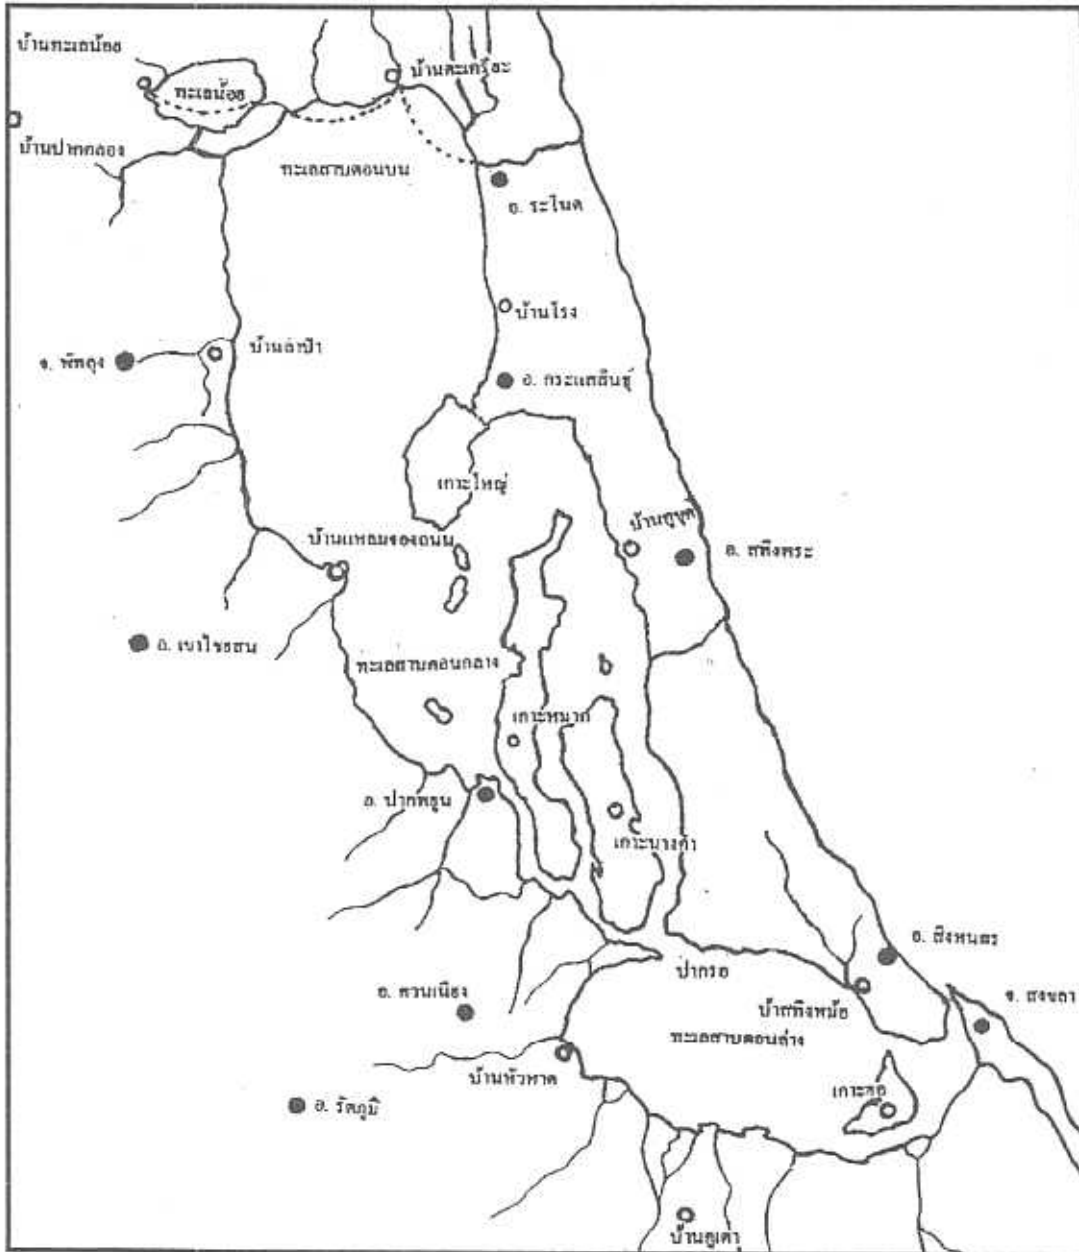 บ้านทะเลน้อย
บ้านตะเครียะ
ทะเลน้อย
บ้านปากคลอง
ทะเลสาบตอนบน
อ. ระโนด
บ้านโรง
บ้านลำปำ
จ. พัทลุง
อ. กระแสสินธุ์
เกาะใหญ่
บ้านคูขุด
บ้านแหลมจองถนน
อ. สทิงพระ
อ. เขาไชยสน
ทะเลสาบตอนกลาง
เกาะหมาก
อ. ปากพยูน
เกาะนางคำ
อ. สิงหนคร
ปากรอ
อ. ควนเนียง
จ. สงขลา
บ้านสทิงหม้อ
ทะเลสาบตอนล่าง
บ้านหัวหาด
เกาะยอ
อ. รัตภูมิ
บ้านคูเต่า